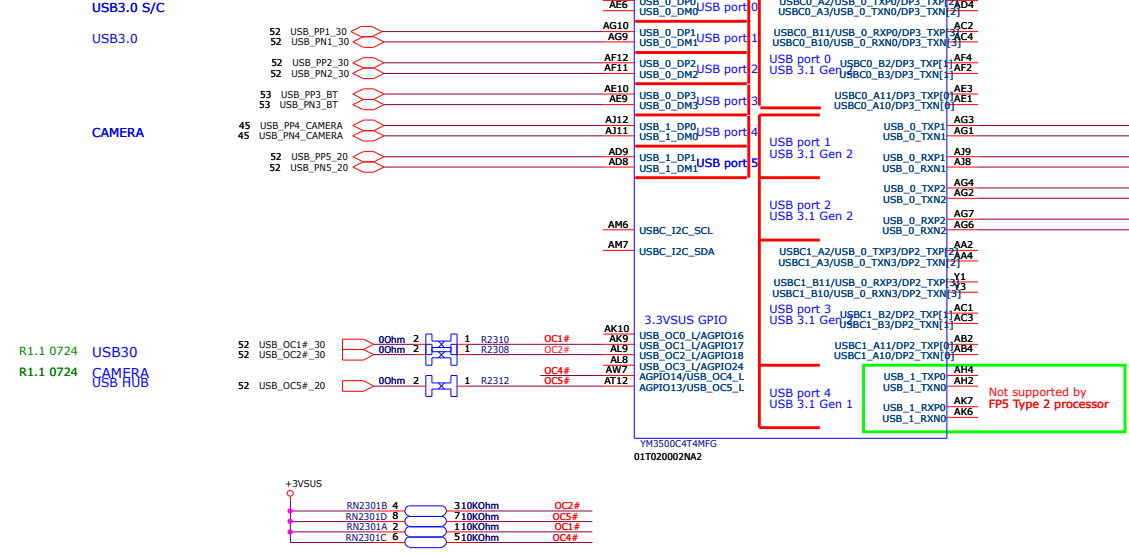 USB3.0 S/C
AE6 USB_0_DP0 USB port 0 USBC0_A2/USB_0_TXP0/DP3_TXP[2] AD4
USB_0_DM0 USBC0_A3/USB_0_TXN0/DP3_TXN[2]
USB3.0
52 USB_PP1_30 AG10 USB_0_DP1 USBC0_B11/USB_0_RXP0/DP3_TXP[3] AC2
52 USB_PN1_30 AG9 USB_0_DM1 USB port 1 USBC0_B10/USB_0_RXN0/DP3_TXN[3] AC4
52 USB_PP2_30 AF12 USB_0_DP2 USB port 0 USBC0_B2/DP3_TXP[1] AF4
52 USB_PN2_30 AF11 USB_0_DM2 USB port 2 USB 3.1 Gen 2 USBC0_B3/DP3_TXN[1] AF2
53 USB_PP3_BT AE10 USB_0_DP3 USBC0_A11/DP3_TXP[0] AE3
53 USB_PN3_BT AE9 USB_0_DM3 USB port 3 USBC0_A10/DP3_TXN[0] AE1
CAMERA
45 USB_PP4_CAMERA AJ12 USB_1_DP0 USB_0_TXP1 AG3
45 USB_PN4_CAMERA AJ11 USB_1_DM0 USB port 4 USB_0_TXN1 AG1
USB port 1
USB 3.1 Gen 2
52 USB_PP5_20 AD9 USB_1_DP1 USB_0_RXP1 AJ9
52 USB_PN5_20 AD8 USB_1_DM1 USB port 5 USB_0_RXN1 AJ8
USB_0_TXP2 AG4
USB_0_TXN2 AG2
USB port 2
USB 3.1 Gen 2
USB_0_RXP2 AG7
AM6 USBC_I2C_SCL USB_0_RXN2 AG6
AM7 USBC_I2C_SDA USBC1_A2/USB_0_TXP3/DP2_TXP[2] AA2
USBC1_A3/USB_0_TXN3/DP2_TXN[2] AA4
USBC1_B11/USB_0_RXP3/DP2_TXP[3] Y1
USBC1_B10/USB_0_RXN3/DP2_TXN[3] Y3
USB port 3
USB 3.1 Gen 2
3.3VSUS GPIO
USBC1_B2/DP2_TXP[1] AC1
USBC1_B3/DP2_TXN[1] AC3
AK10 USB_OC0_L/AGPIO16
R1.1 0724 USB30
52 USB_OC1#_30 0Ohm 2 1 R2310 OC1# AK9 USB_OC1_L/AGPIO17 USBC1_A11/DP2_TXP[0] AB2
52 USB_OC2#_30 0Ohm 2 1 R2308 OC2# AL9 USB_OC2_L/AGPIO18 USBC1_A10/DP2_TXN[0] AB4
AL8 USB_OC3_L/AGPIO24
R1.1 0724 CAMERA
OC4# AW7 AGPIO14/USB_OC4_L USB_1_TXP0 AH4
USB HUB
52 USB_OC5#_20 0Ohm 2 1 R2312 OC5# AT12 AGPIO13/USB_OC5_L USB_1_TXN0 AH2
USB port 4
USB 3.1 Gen 1
USB_1_RXP0 AK7
USB_1_RXN0 AK6
Not supported by
FP5 Type 2 processor
YM3500C4T4MFG
01T020002NA2
+3VSUS
RN2301B 4 3 10KOhm OC2#
RN2301D 8 7 10KOhm OC5#
RN2301A 2 1 10KOhm OC1#
RN2301C 6 5 10KOhm OC4#